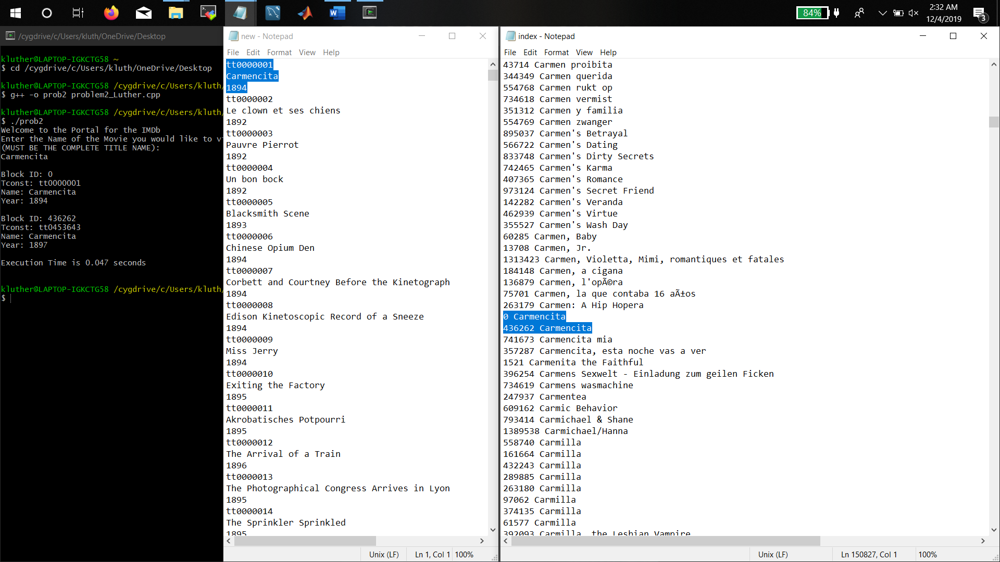 84%
2:32 AM
12/4/2019
3
/cygdrive/c/Users/kluth/OneDrive/Desktop
kluther@LAPTOP-IGKCTG58 ~
$ cd /cygdrive/c/Users/kluth/OneDrive/Desktop
kluther@LAPTOP-IGKCTG58 /cygdrive/c/Users/kluth/
$ g++ -o prob2 problem2_Luther.cpp
kluther@LAPTOP-IGKCTG58 /cygdrive/c/Users/kluth/
$ ./prob2
Welcome to the Portal for the IMDb
Enter the Name of the Movie you would like to
(MUST BE THE COMPLETE TITLE NAME):
Carmencita
Block ID: 0
Tconst: tt0000001
Name: Carmencita
Year: 1894
Block ID: 436262
Tconst: tt0453643
Name: Carmencita
Year: 1897
Execution Time is 0.047 seconds
kluther@LAPTOP-IGKCTG58 /cygdrive/c/Users/kluth/
$
new - Notepad
File Edit Format View Help
tt0000001
Carmencita
1894
tt0000002
Le clown et ses chiens
1892
tt0000003
Pauvre Pierrot
1892
tt0000004
Un bon bock
1892
tt0000005
Blacksmith Scene
1893
tt0000006
Chinese Opium Den
1894
tt0000007
Corbett and Courtney Before the Kinetograph
1894
tt0000008
Edison Kinetoscopic Record of a Sneeze
1894
tt0000009
Miss Jerry
1894
tt0000010
Exiting the Factory
1895
tt0000011
Akrobatisches Potpourri
1895
tt0000012
The Arrival of a Train
1896
tt0000013
The Photographical Congress Arrives in Lyon
1895
tt0000014
The Sprinkler Sprinkled
1895
Unix (LF) Ln 1, Col 1 100%
index - Notepad
File Edit Format View Help
43714 Carmen proibita
344349 Carmen querida
554768 Carmen rukt op
734618 Carmen vermist
351312 Carmen y familia
554769 Carmen zwanger
895037 Carmen's Betrayal
566722 Carmen's Dating
833748 Carmen's Dirty Secrets
742465 Carmen's Karma
407365 Carmen's Romance
973124 Carmen's Secret Friend
142282 Carmen's Veranda
462939 Carmen's Virtue
355527 Carmen's Wash Day
60285 Carmen, Baby
13708 Carmen, Jr.
1313423 Carmen, Violetta, Mimi, romantiques et fatales
184148 Carmen, a cigana
136879 Carmen, l'opÃ©ra
75701 Carmen, la que contaba 16 aÃ±os
263179 Carmen: A Hip Hopera
0 Carmencita
436262 Carmencita
741673 Carmencita mia
357287 Carmencita, esta noche vas a ver
1521 Carmenita the Faithful
396254 Carmens Sexwelt - Einladung zum geilen Ficken
734619 Carmens wasmachine
247937 Carmentea
609162 Carmic Behavior
793414 Carmichael & Shane
1389538 Carmichael/Hanna
558740 Carmilla
161664 Carmilla
432243 Carmilla
289885 Carmilla
263180 Carmilla
97062 Carmilla
374135 Carmilla
61577 Carmilla
392093 Carmilla, the Lesbian Vampire
Unix (LF) Ln 150827, Col 1 100%